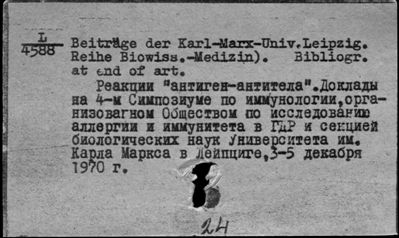 L
4588
Beiträge der Karl-Marx-Univ.Leipzig.
Reihe Biowiss.-Medizin). Bibliogr.
at end of art.
Реакции "антиген-антитела".Доклады
на 4-м Симпозиуме по иммунологии,орга-
низовагном Обществом по исследованию
аллергии и иммунитета в ГДР и секцией
биологических наук Университета им.
Карла Маркса в Лейпциге,3-5 декабря
1970 г.
24